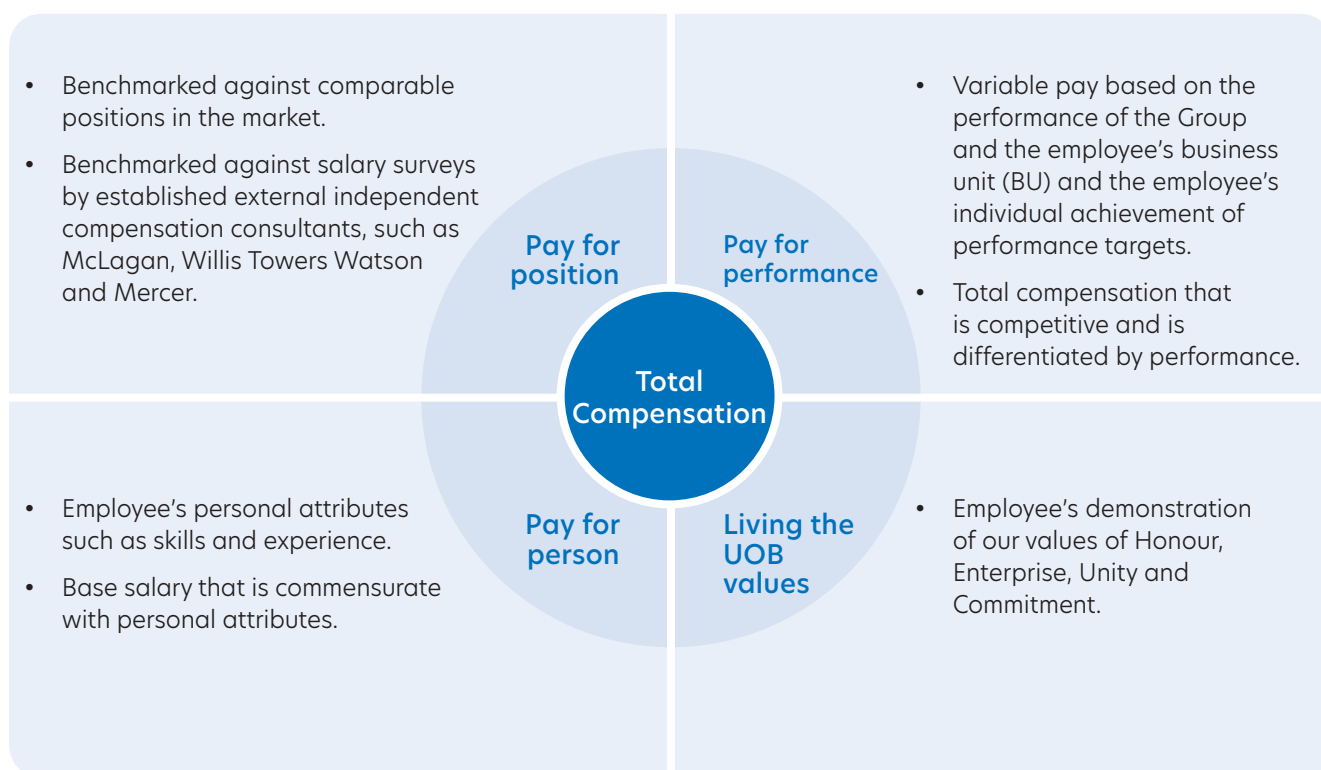 • Benchmarked against comparable
positions in the market.
• Benchmarked against salary surveys
by established external independent
compensation consultants, such as
McLagan, Willis Towers Watson
and Mercer.
Pay for
position
Pay for
performance
• Variable pay based on the
performance of the Group
and the employee’s business
unit (BU) and the employee’s
individual achievement of
performance targets.
• Total compensation that
is competitive and is
differentiated by performance.
Total
Compensation
• Employee’s personal attributes
such as skills and experience.
• Base salary that is commensurate
with personal attributes.
Pay for
person
Living the
UOB
values
• Employee’s demonstration
of our values of Honour,
Enterprise, Unity and
Commitment.